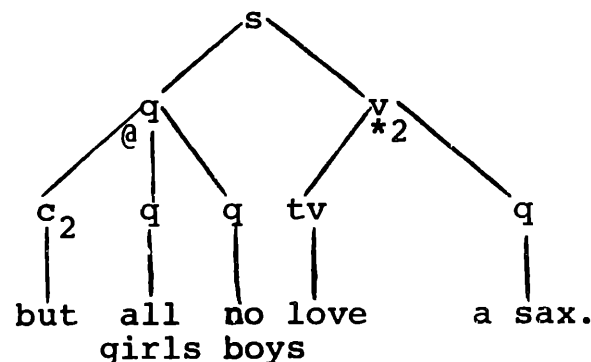 s
q v
@ *2
c2 q q tv q
but all no love a sax.
girls boys